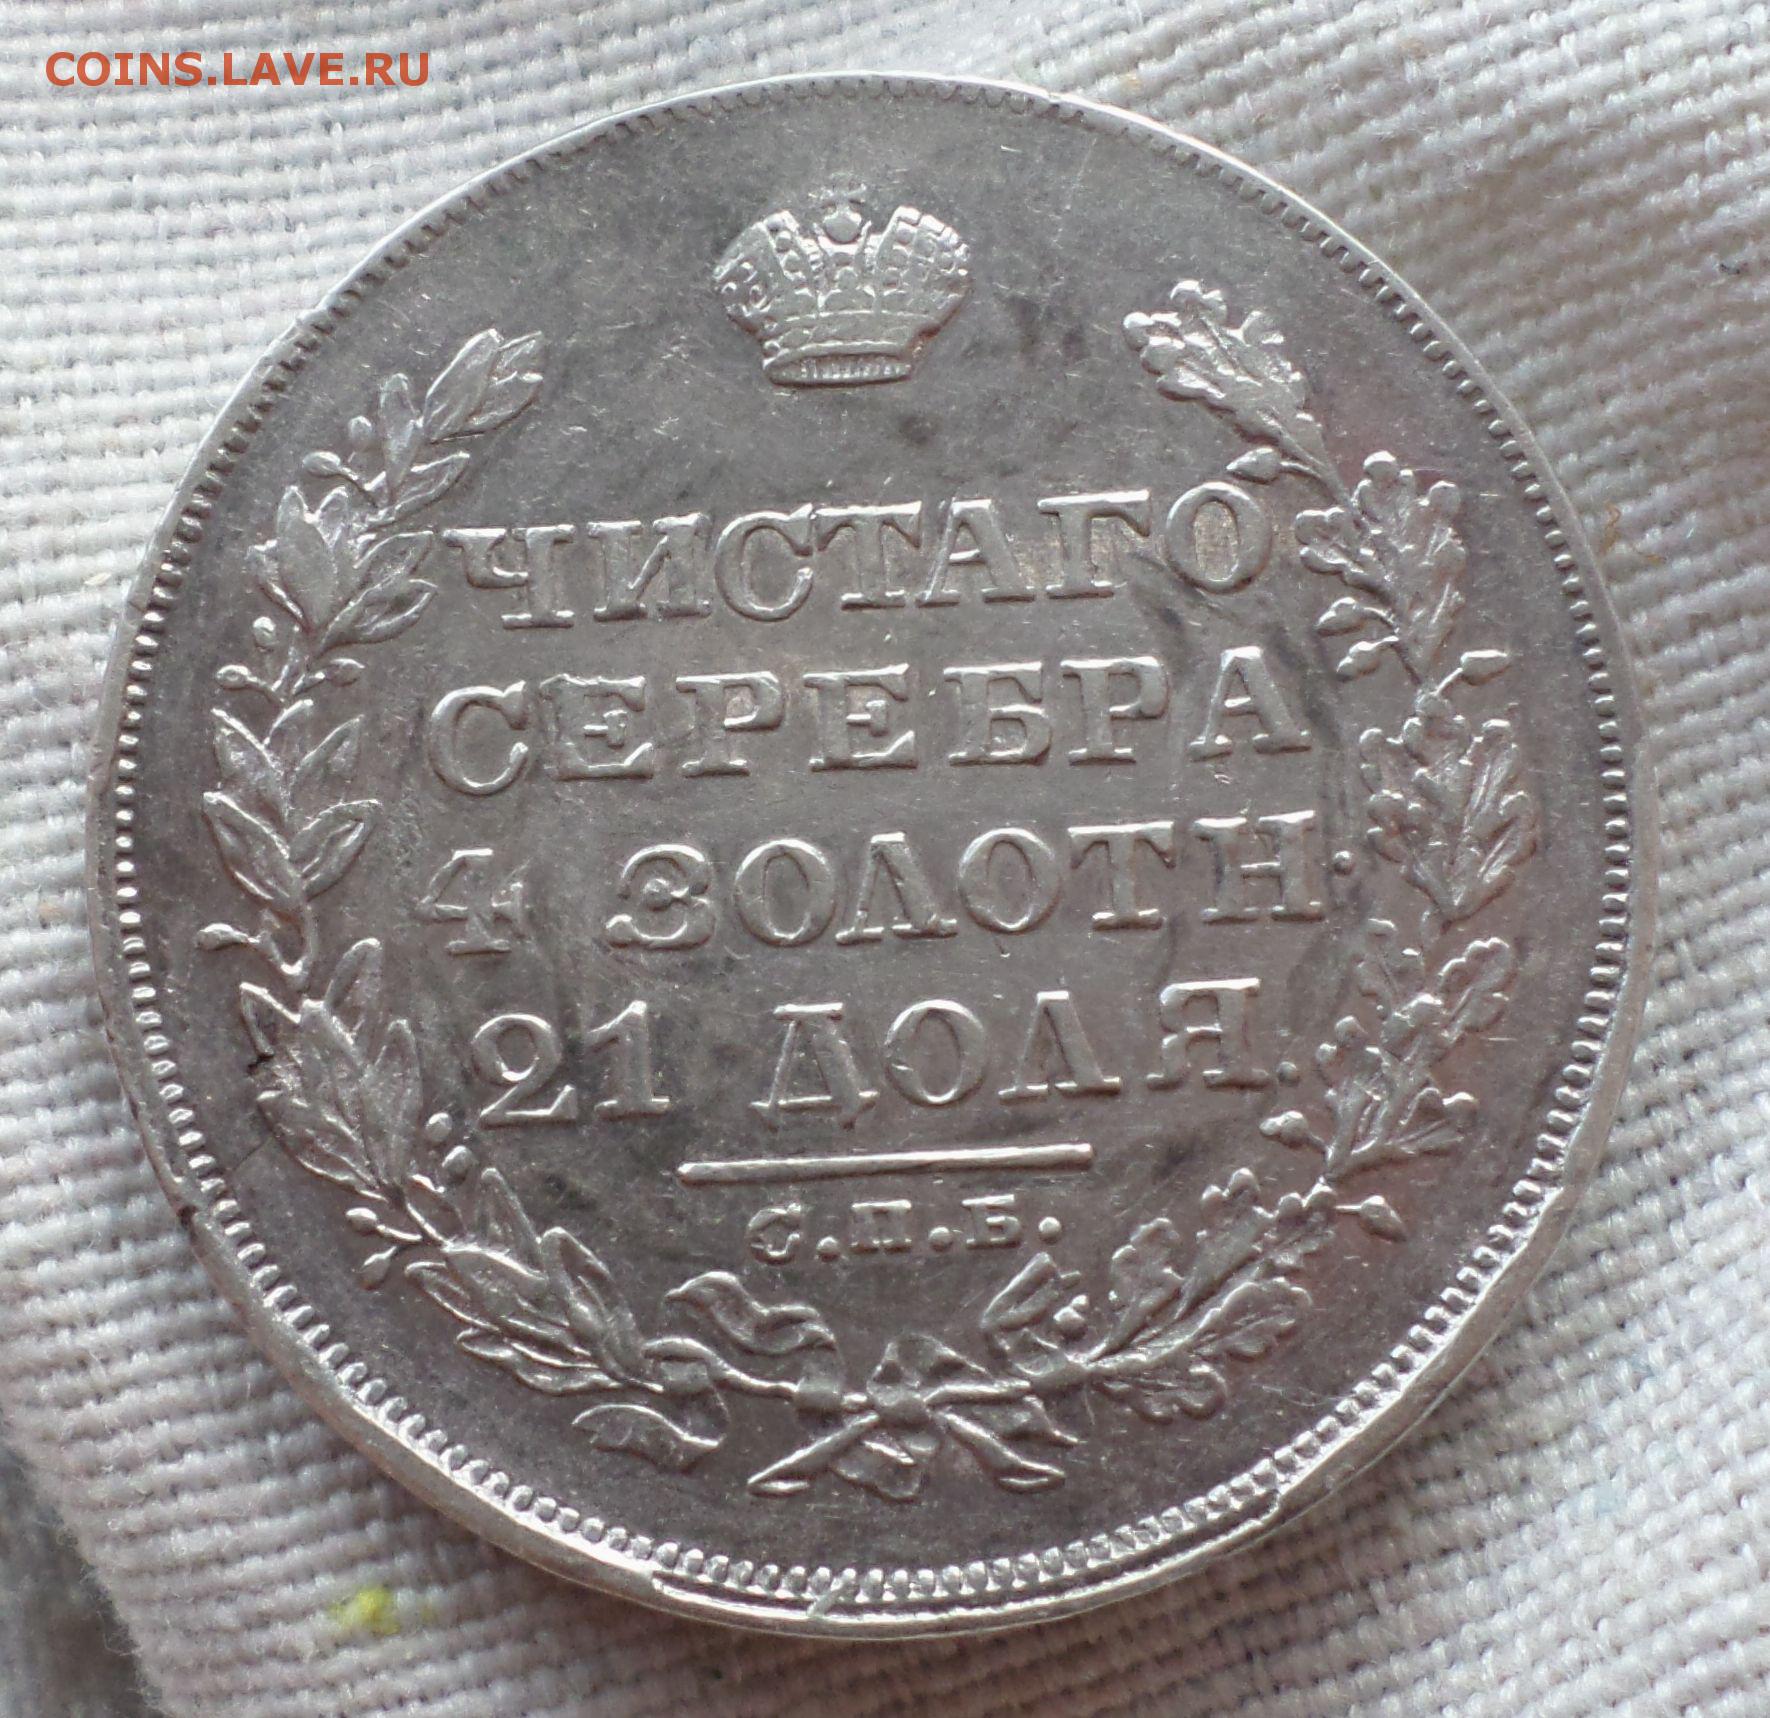 COINS.LAVE.RU
ЧИСТАГО
СЕРЕБРА
4 ЗОЛОТН.
21 ДОЛЯ.
С.П.Б.